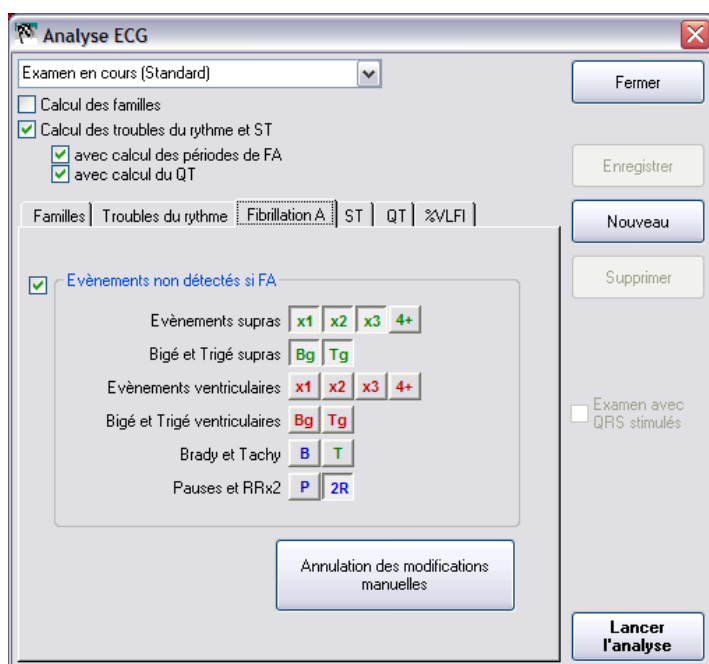 Analyse ECG
Examen en cours (Standard)
Fermer
Calcul des familles
Calcul des troubles du rythme et ST
avec calcul des périodes de FA
avec calcul du QT
Enregistrer
Familles Troubles du rythme Fibrillation A ST QT %VLFI
Nouveau
Evènements non détectés si FA
Supprimer
Evènements supras x1 x2 x3 4+
Bigé et Trigé supras Bg Tg
Evènements ventriculaires x1 x2 x3 4+
Bigé et Trigé ventriculaires Bg Tg
Examen avec
QRS stimulés
Brady et Tachy B T
Pauses et RRx2 P 2R
Annulation des modifications
manuelles
Lancer
l'analyse